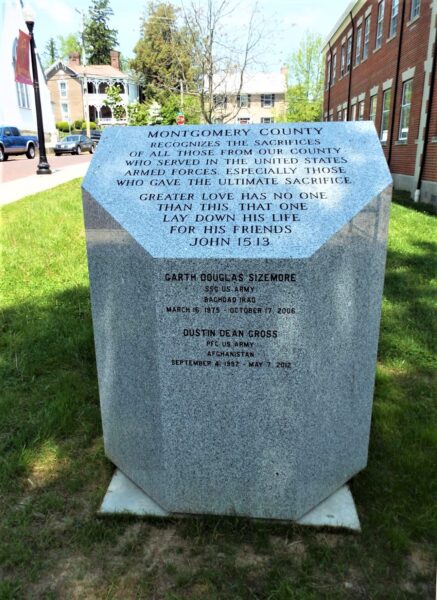 MONTGOMERY COUNTY
RECOGNIZES THE SACRIFICES
OF ALL THOSE FROM OUR COUNTY
WHO SERVED IN THE UNITED STATES
ARMED FORCES, ESPECIALLY THOSE
WHO GAVE THE ULTIMATE SACRIFICE.
GREATER LOVE HAS NO ONE
THAN THIS, THAT ONE
LAY DOWN HIS LIFE
FOR HIS FRIENDS
JOHN 15:13
GARTH DOUGLAS SIZEMORE
SSG US ARMY
BAGHDAD IRAQ
MARCH 16, 1975 - OCTOBER 17, 2006
DUSTIN DEAN GROSS
PFC US ARMY
AFGHANISTAN
SEPTEMBER 4, 1992 - MAY 7, 2012